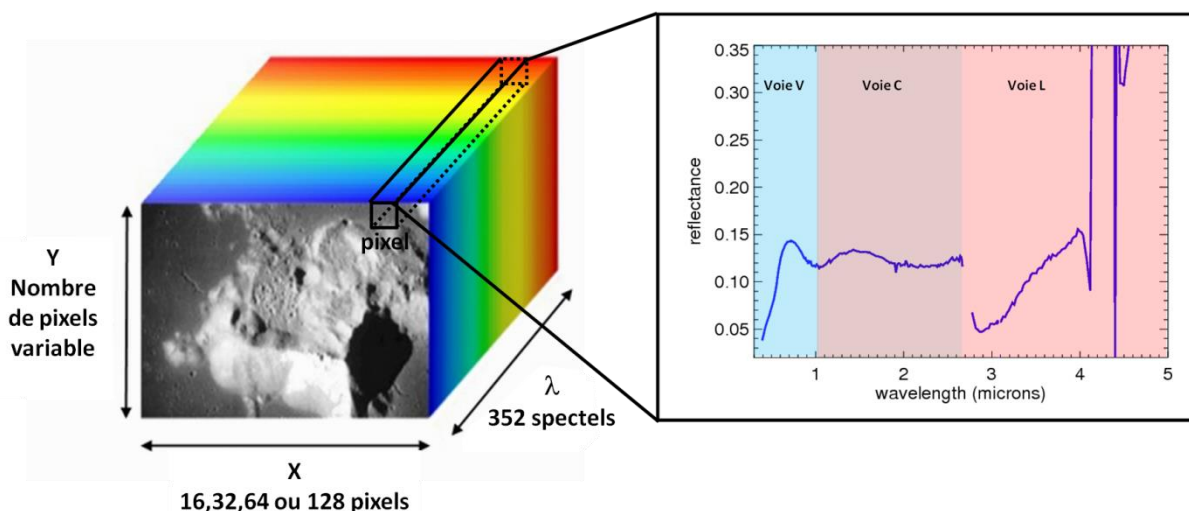 Y
Nombre
de pixels
variable
pixel
λ
352 spectels
X
16,32,64 ou 128 pixels
0.35
0.30
0.25
0.20
0.15
0.10
0.05
reflectance
Voie V
Voie C
Voie L
1
2
3
4
5
wavelength (microns)